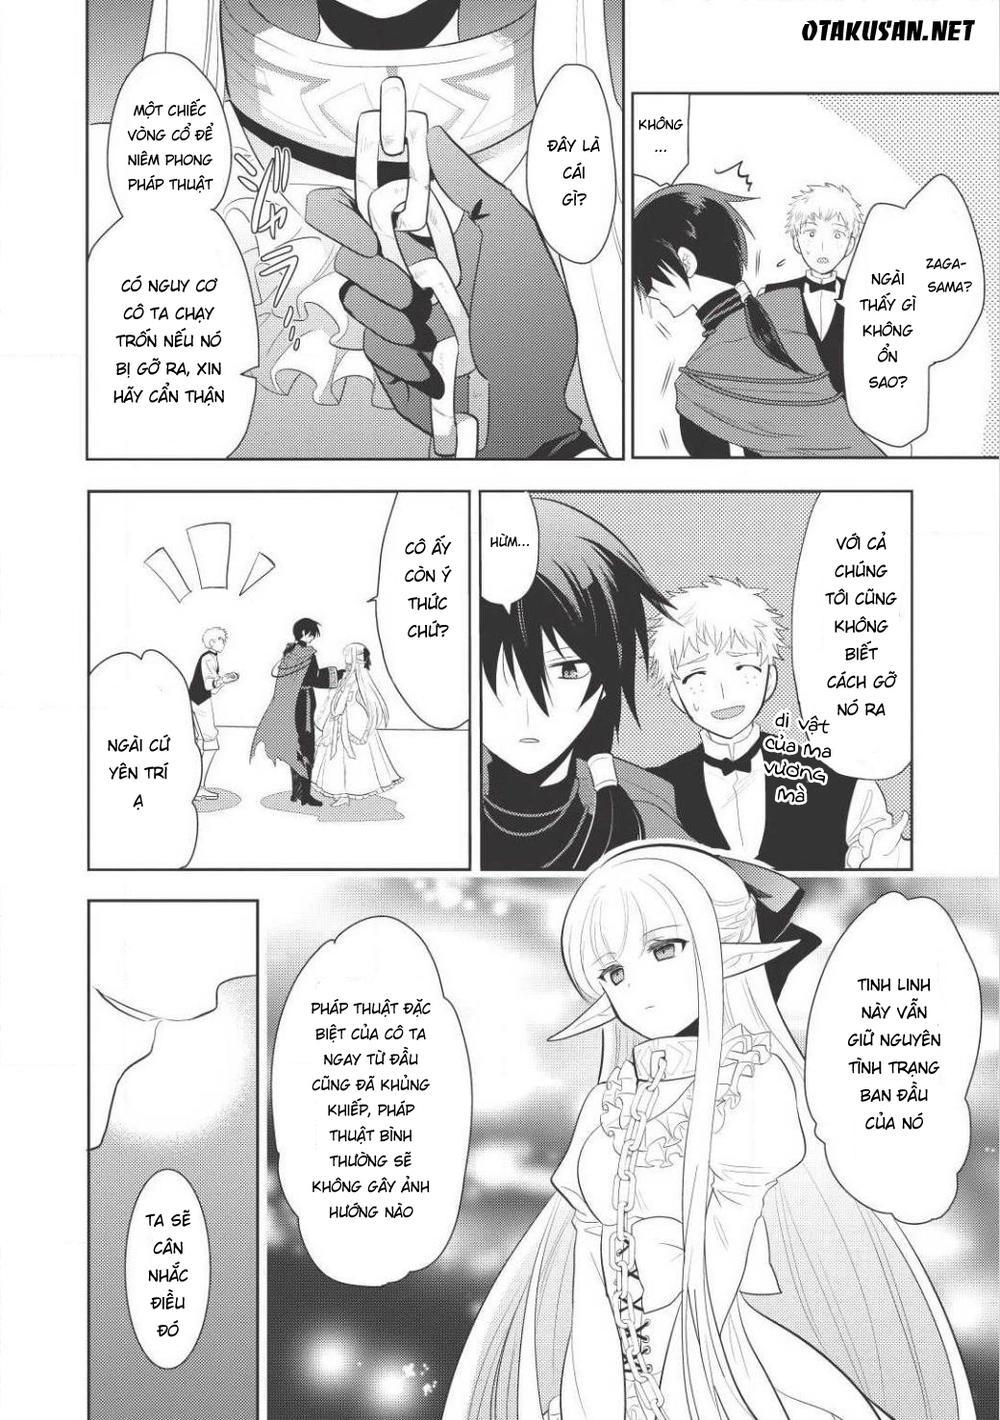 OTAKUSAN.NET
ZAGA-
SAMA?
NGÀI
THẤY GÌ
KHÔNG
ỔN
SAO?
KHÔNG
...
ĐÂY LÀ
CÁI
GÌ?
MỘT CHIẾC
VÒNG CỔ ĐỂ
NIÊM PHONG
PHÁP THUẬT
CÓ NGUY CƠ
CÔ TA CHẠY
TRỐN NẾU NÓ
BỊ GỠ RA, XIN
HÃY CẨN THẬN
VỚI CẢ
CHÚNG
TÔI CŨNG
KHÔNG
BIẾT
CÁCH GỠ
NÓ RA
di vật
của ma
vương
mà
HỪM...
CÔ ẤY
CÒN Ý
THỨC
CHỨ?
NGÀI CỨ
YÊN TRÍ
Ạ
TINH LINH
NÀY VẪN
GIỮ NGUYÊN
TÌNH TRẠNG
BAN ĐẦU
CỦA NÓ
PHÁP THUẬT ĐẶC
BIỆT CỦA CÔ TA
NGAY TỪ ĐẦU
CŨNG ĐÃ KHỦNG
KHIẾP, PHÁP
THUẬT BÌNH
THƯỜNG SẼ
KHÔNG GÂY ẢNH
HƯỚNG NÀO
TA SẼ
CÂN
NHẮC
ĐIỀU
ĐÓ